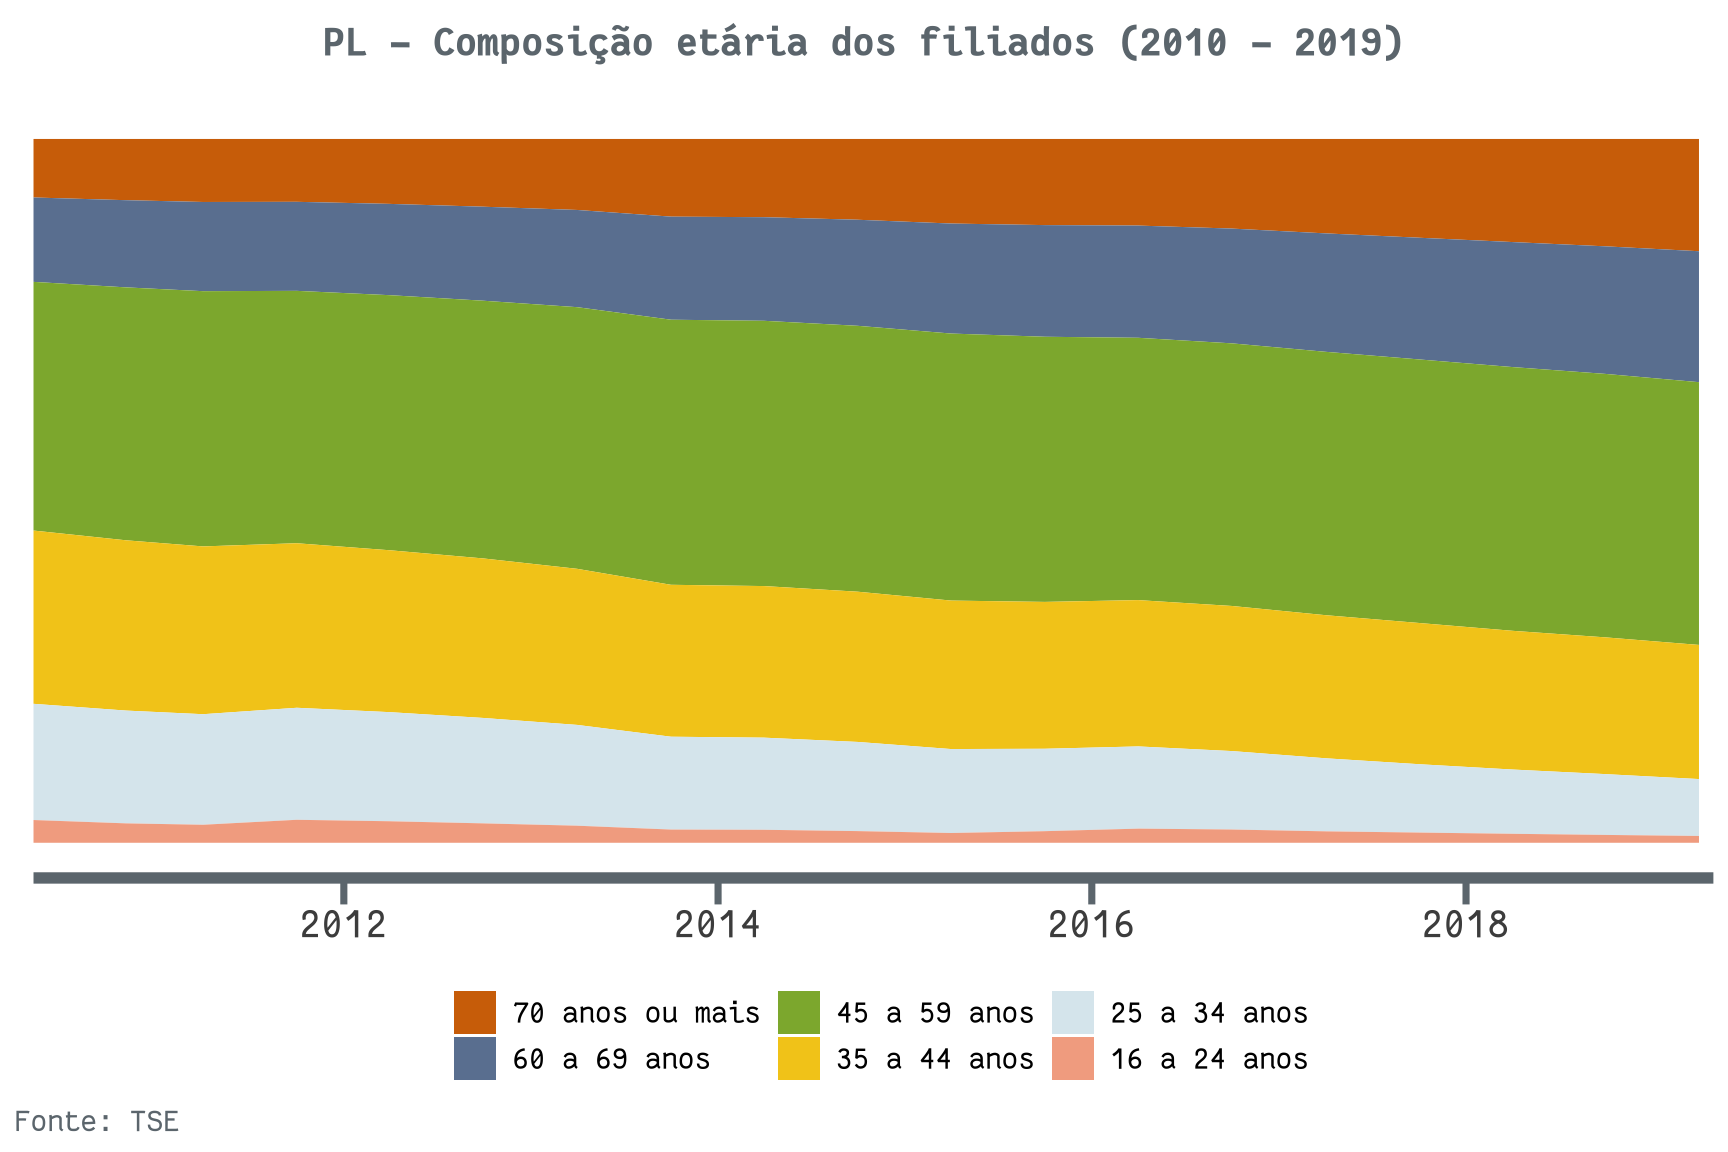 PL – Composição etária dos filiados (2010 – 2019)
2012 2014 2016 2018
70 anos ou mais 45 a 59 anos 25 a 34 anos
60 a 69 anos 35 a 44 anos 16 a 24 anos
Fonte: TSE